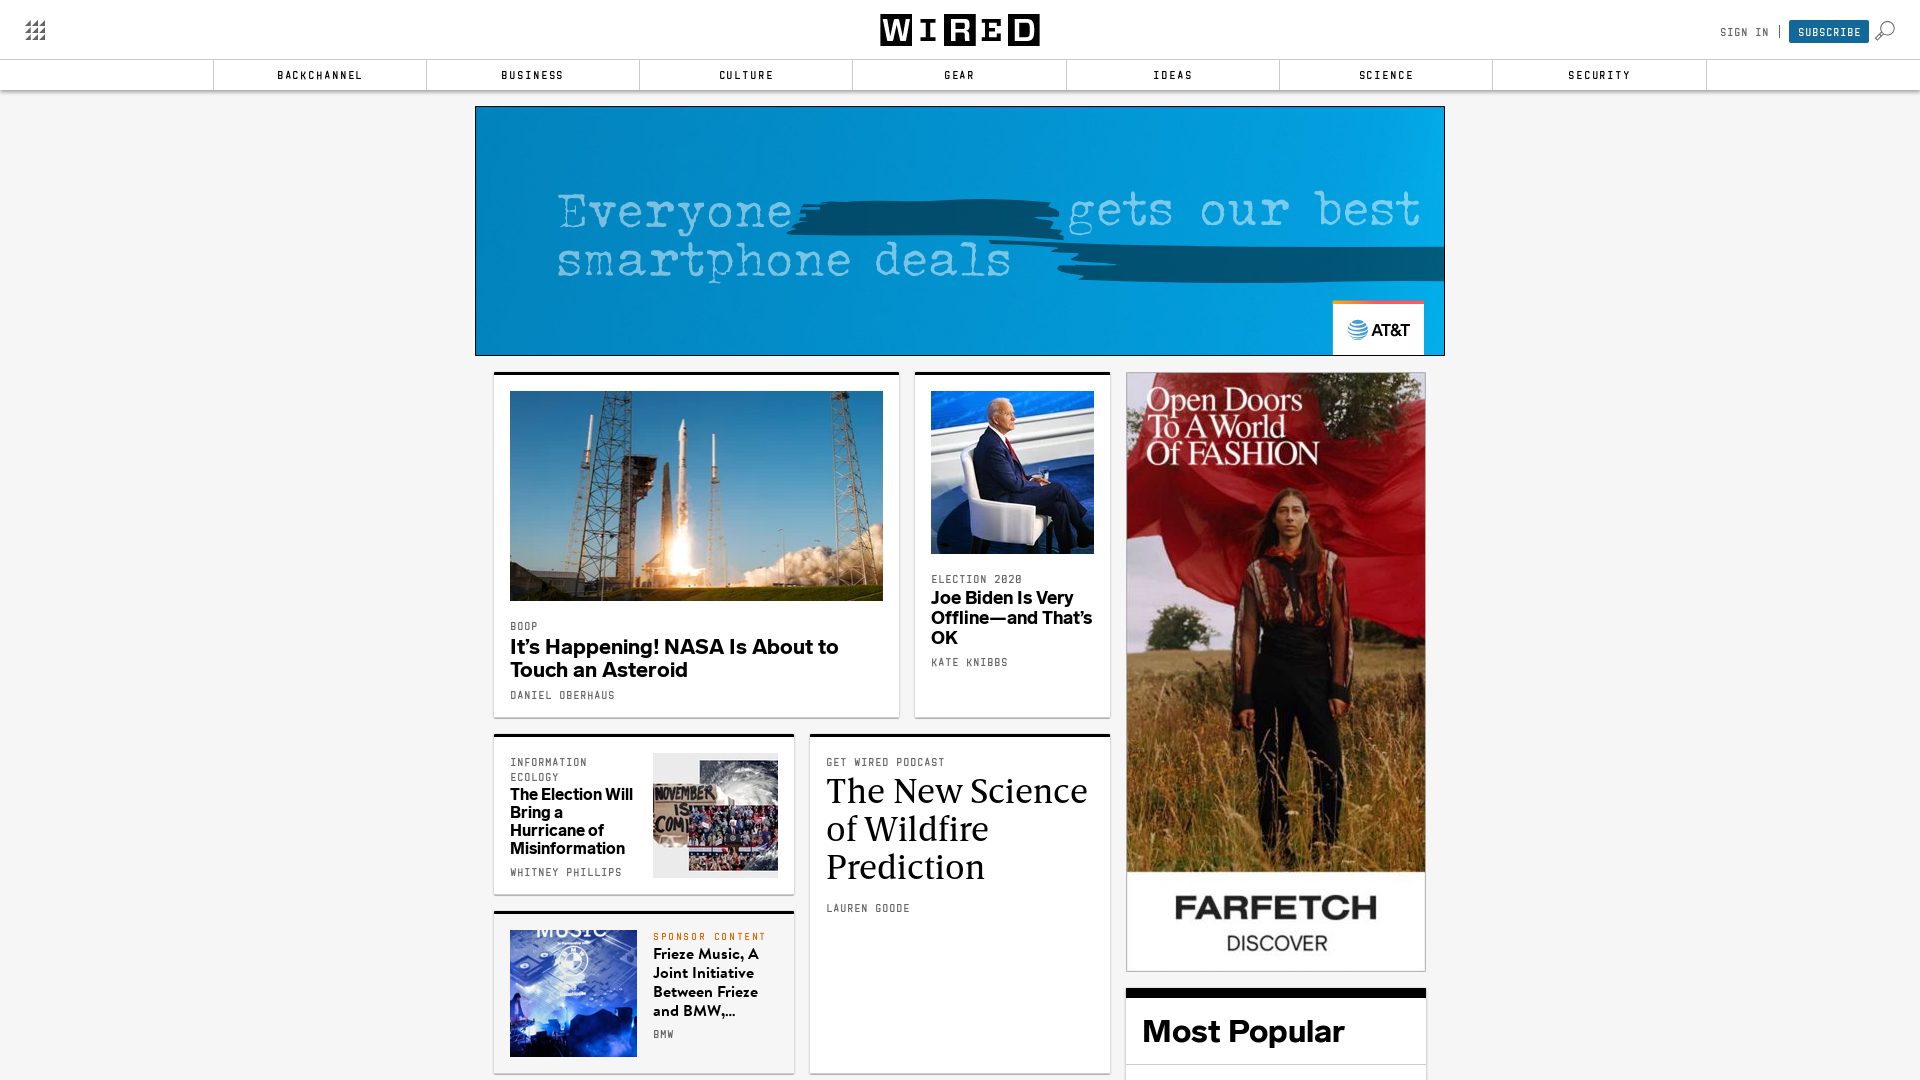 WIRED
SIGN IN
SUBSCRIBE
BACKCHANNEL
BUSINESS
CULTURE
GEAR
IDEAS
SCIENCE
SECURITY
Everyone gets our best
smartphone deals
AT&T
BOOP
It’s Happening! NASA Is About to
Touch an Asteroid
DANIEL OBERHAUS
ELECTION 2020
Joe Biden Is Very
Offline—and That’s
OK
KATE KNIBBS
Open Doors
To A World
Of FASHION
FARFETCH
DISCOVER
INFORMATION
ECOLOGY
The Election Will
Bring a
Hurricane of
Misinformation
WHITNEY PHILLIPS
NOVEMBER
IS
COMI
GET WIRED PODCAST
The New Science
of Wildfire
Prediction
LAUREN GOODE
MUSIC
SPONSOR CONTENT
Frieze Music, A
Joint Initiative
Between Frieze
and BMW,…
BMW
Most Popular